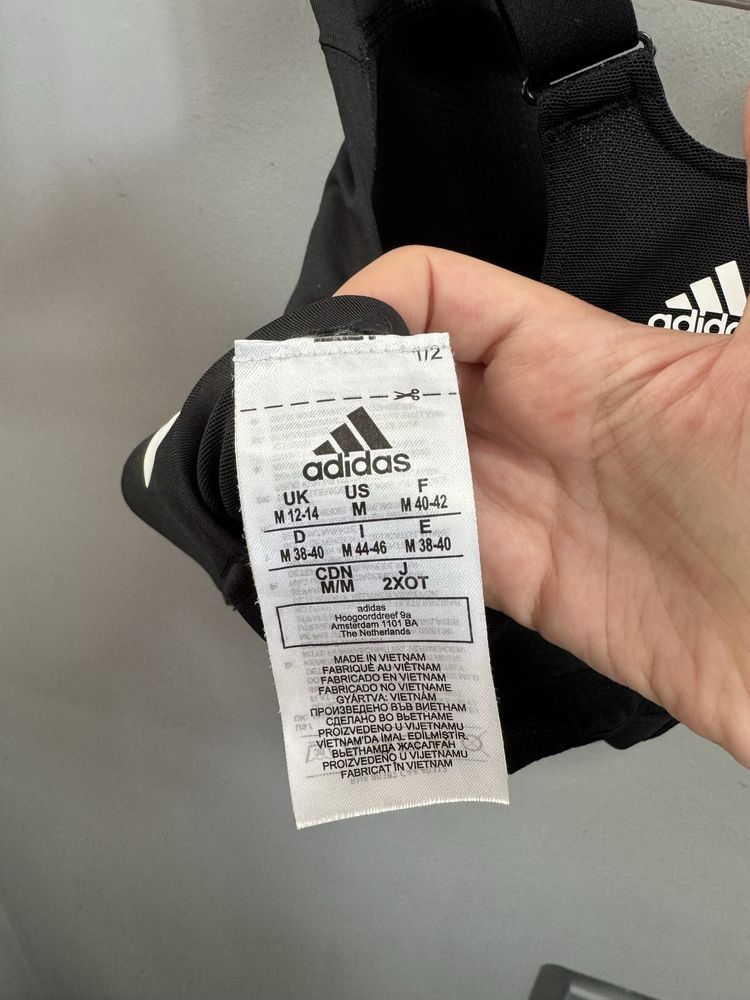 adidas
1/2
adidas
UK US F
M 12-14 M M 40-42
D I E
M 38-40 M 44-46 M 38-40
CDN J
M/M 2XOT
adidas
Hoogoorddreef 9a
Amsterdam 1101 BA
The Netherlands
MADE IN VIETNAM
FABRIQUÉ AU VIÊTNAM
FABRICADO EN VIETNAM
FABRICADO NO VIETNAME
GYÁRTVA: VIETNÁM
ПРОИЗВЕДЕНО ВЪВ ВИЕТНАМ
СДЕЛАНО ВО ВЬЕТНАМЕ
PROIZVEDENO U VIJETNAMU
VİETNAM'DA İMAL EDİLMİŞTİR.
ВЬЕТНАМДА ЖАСАЛҒАН
PROIZVEDENO U VIJETNAMU
FABRICAT ÎN VIETNAM